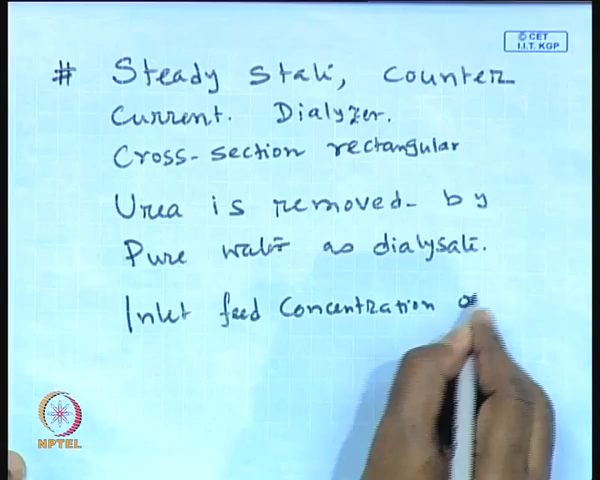 © CET
I.I.T. KGP
# Steady State, Counter
Current. Dialyzer.
Cross-section rectangular
Urea is removed by
Pure water as dialysate.
Inlet feed Concentration o
NPTEL